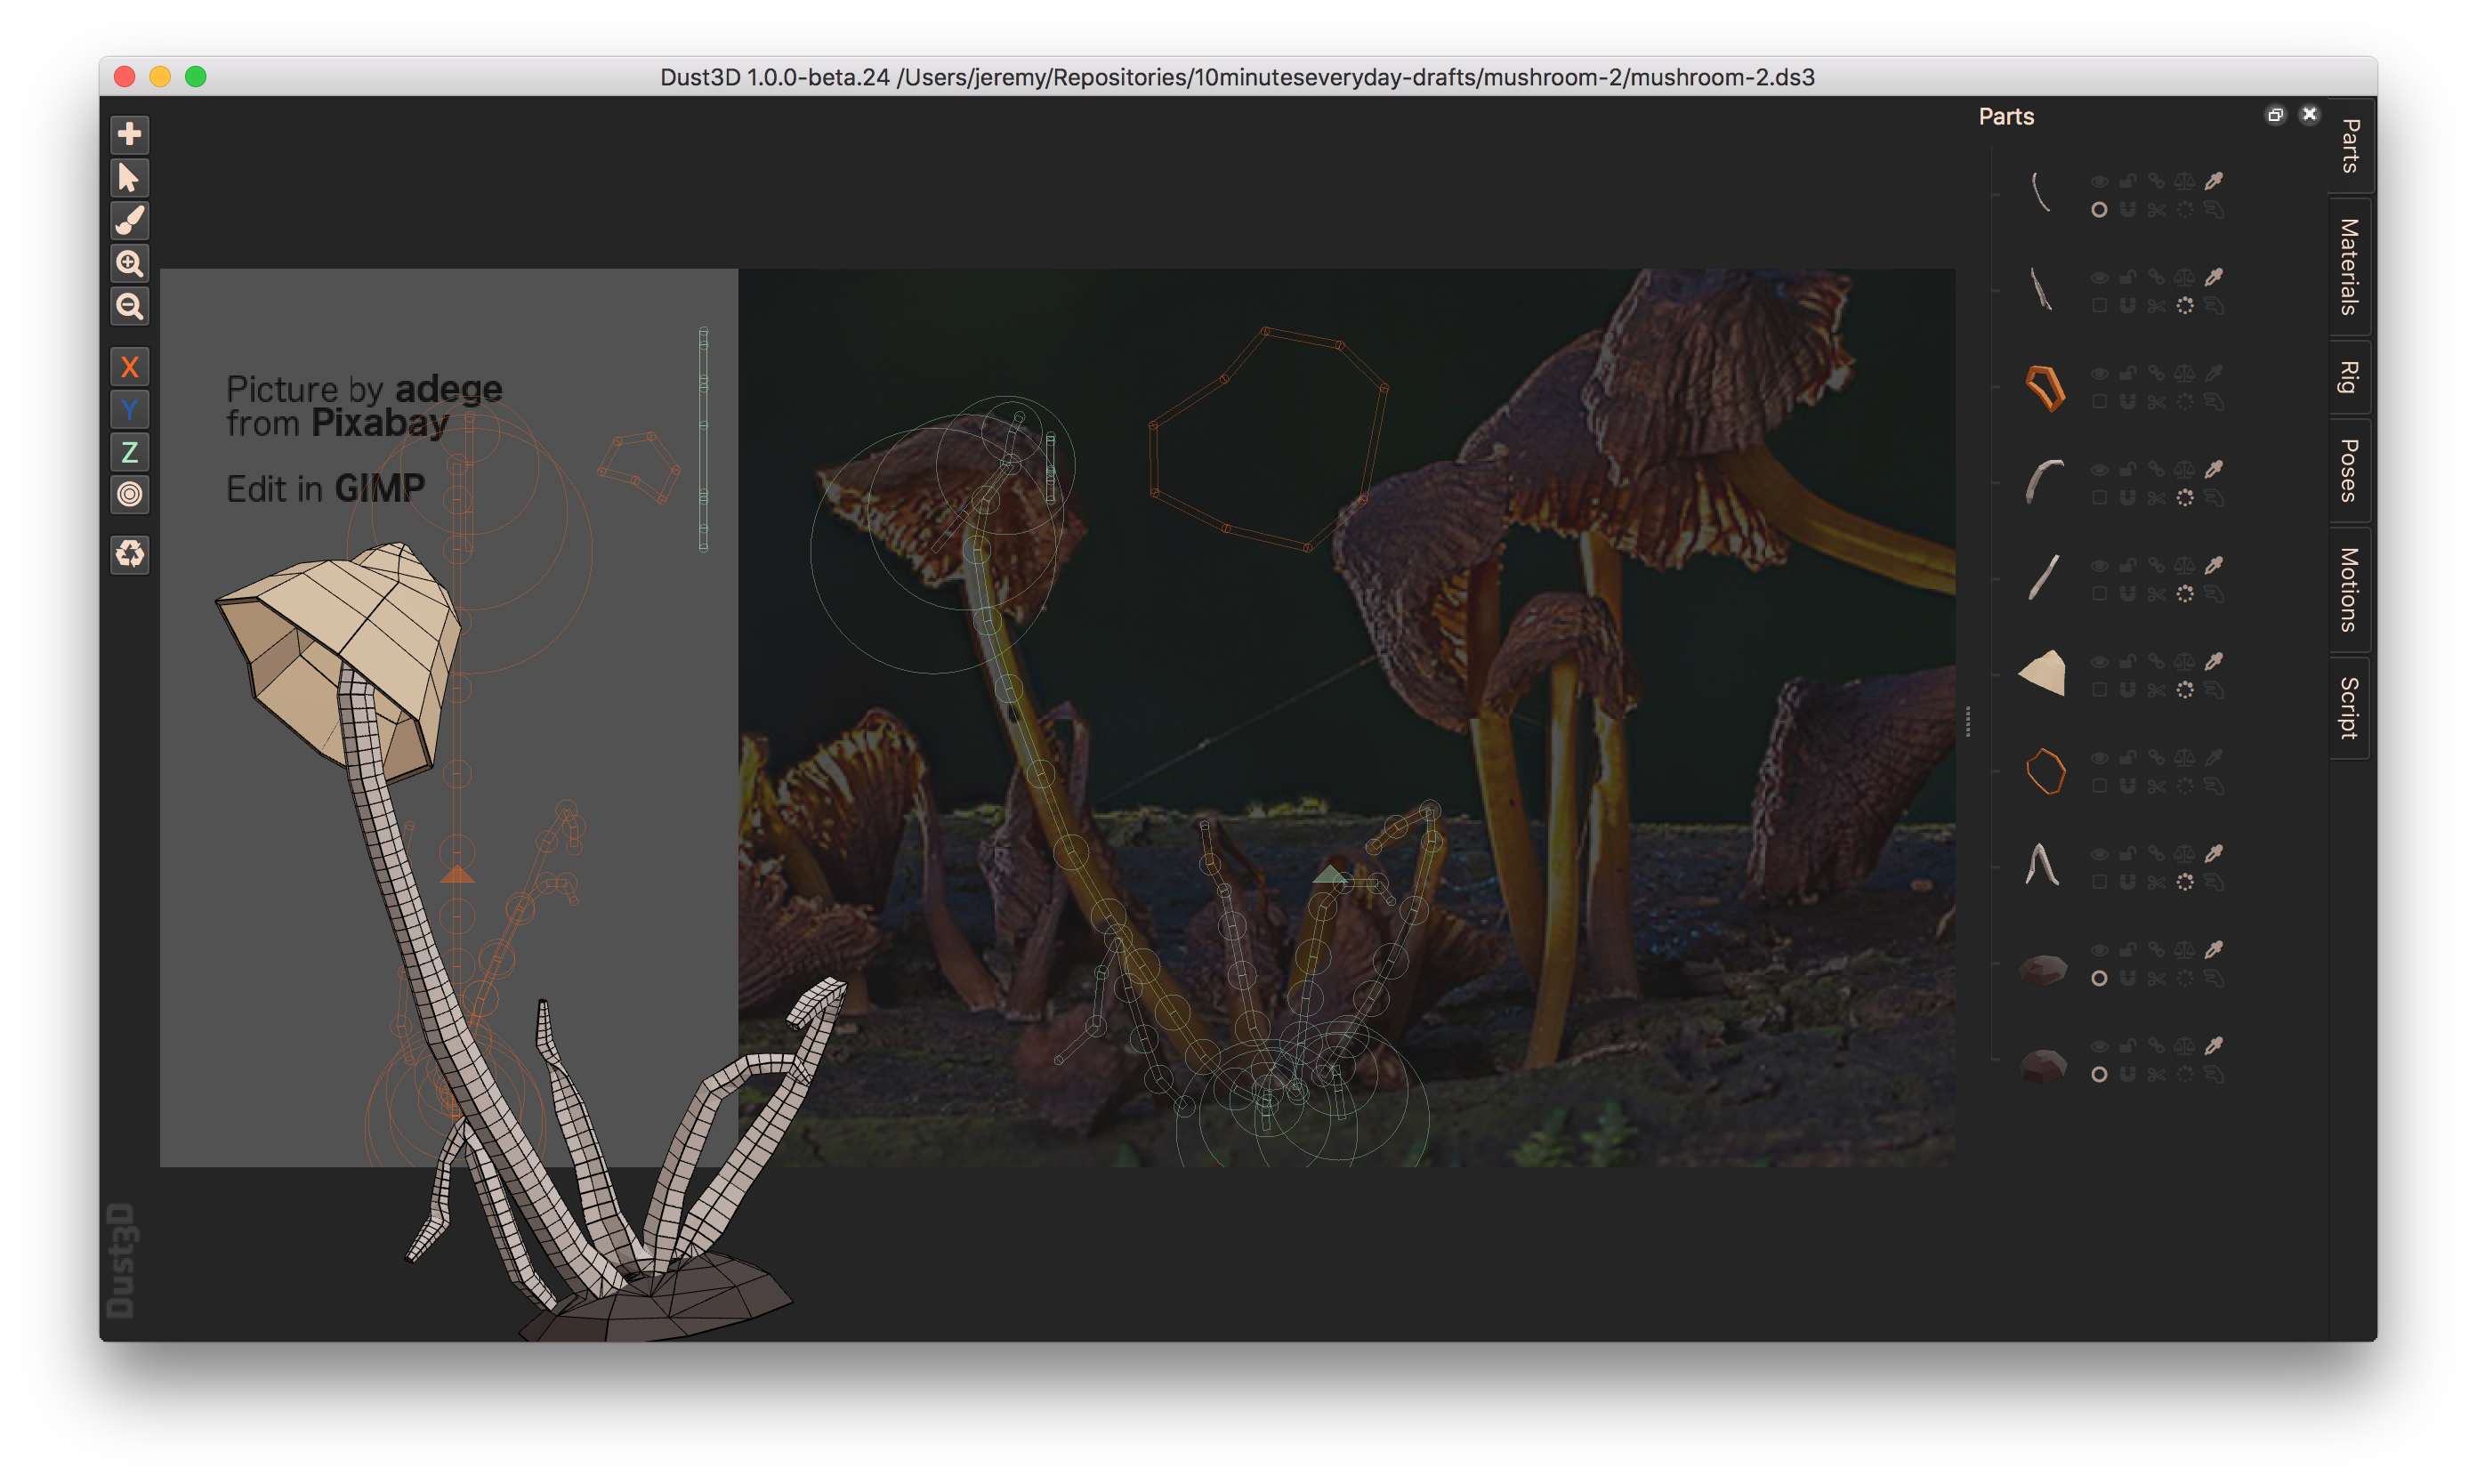 Dust3D 1.0.0-beta.24 /Users/jeremy/Repositories/10minuteseveryday-drafts/mushroom-2/mushroom-2.ds3
Parts
Parts
Materials
Rig
Poses
Motions
Script
X
Y
Z
Picture by adege
from Pixabay
Edit in GIMP
Dust3D